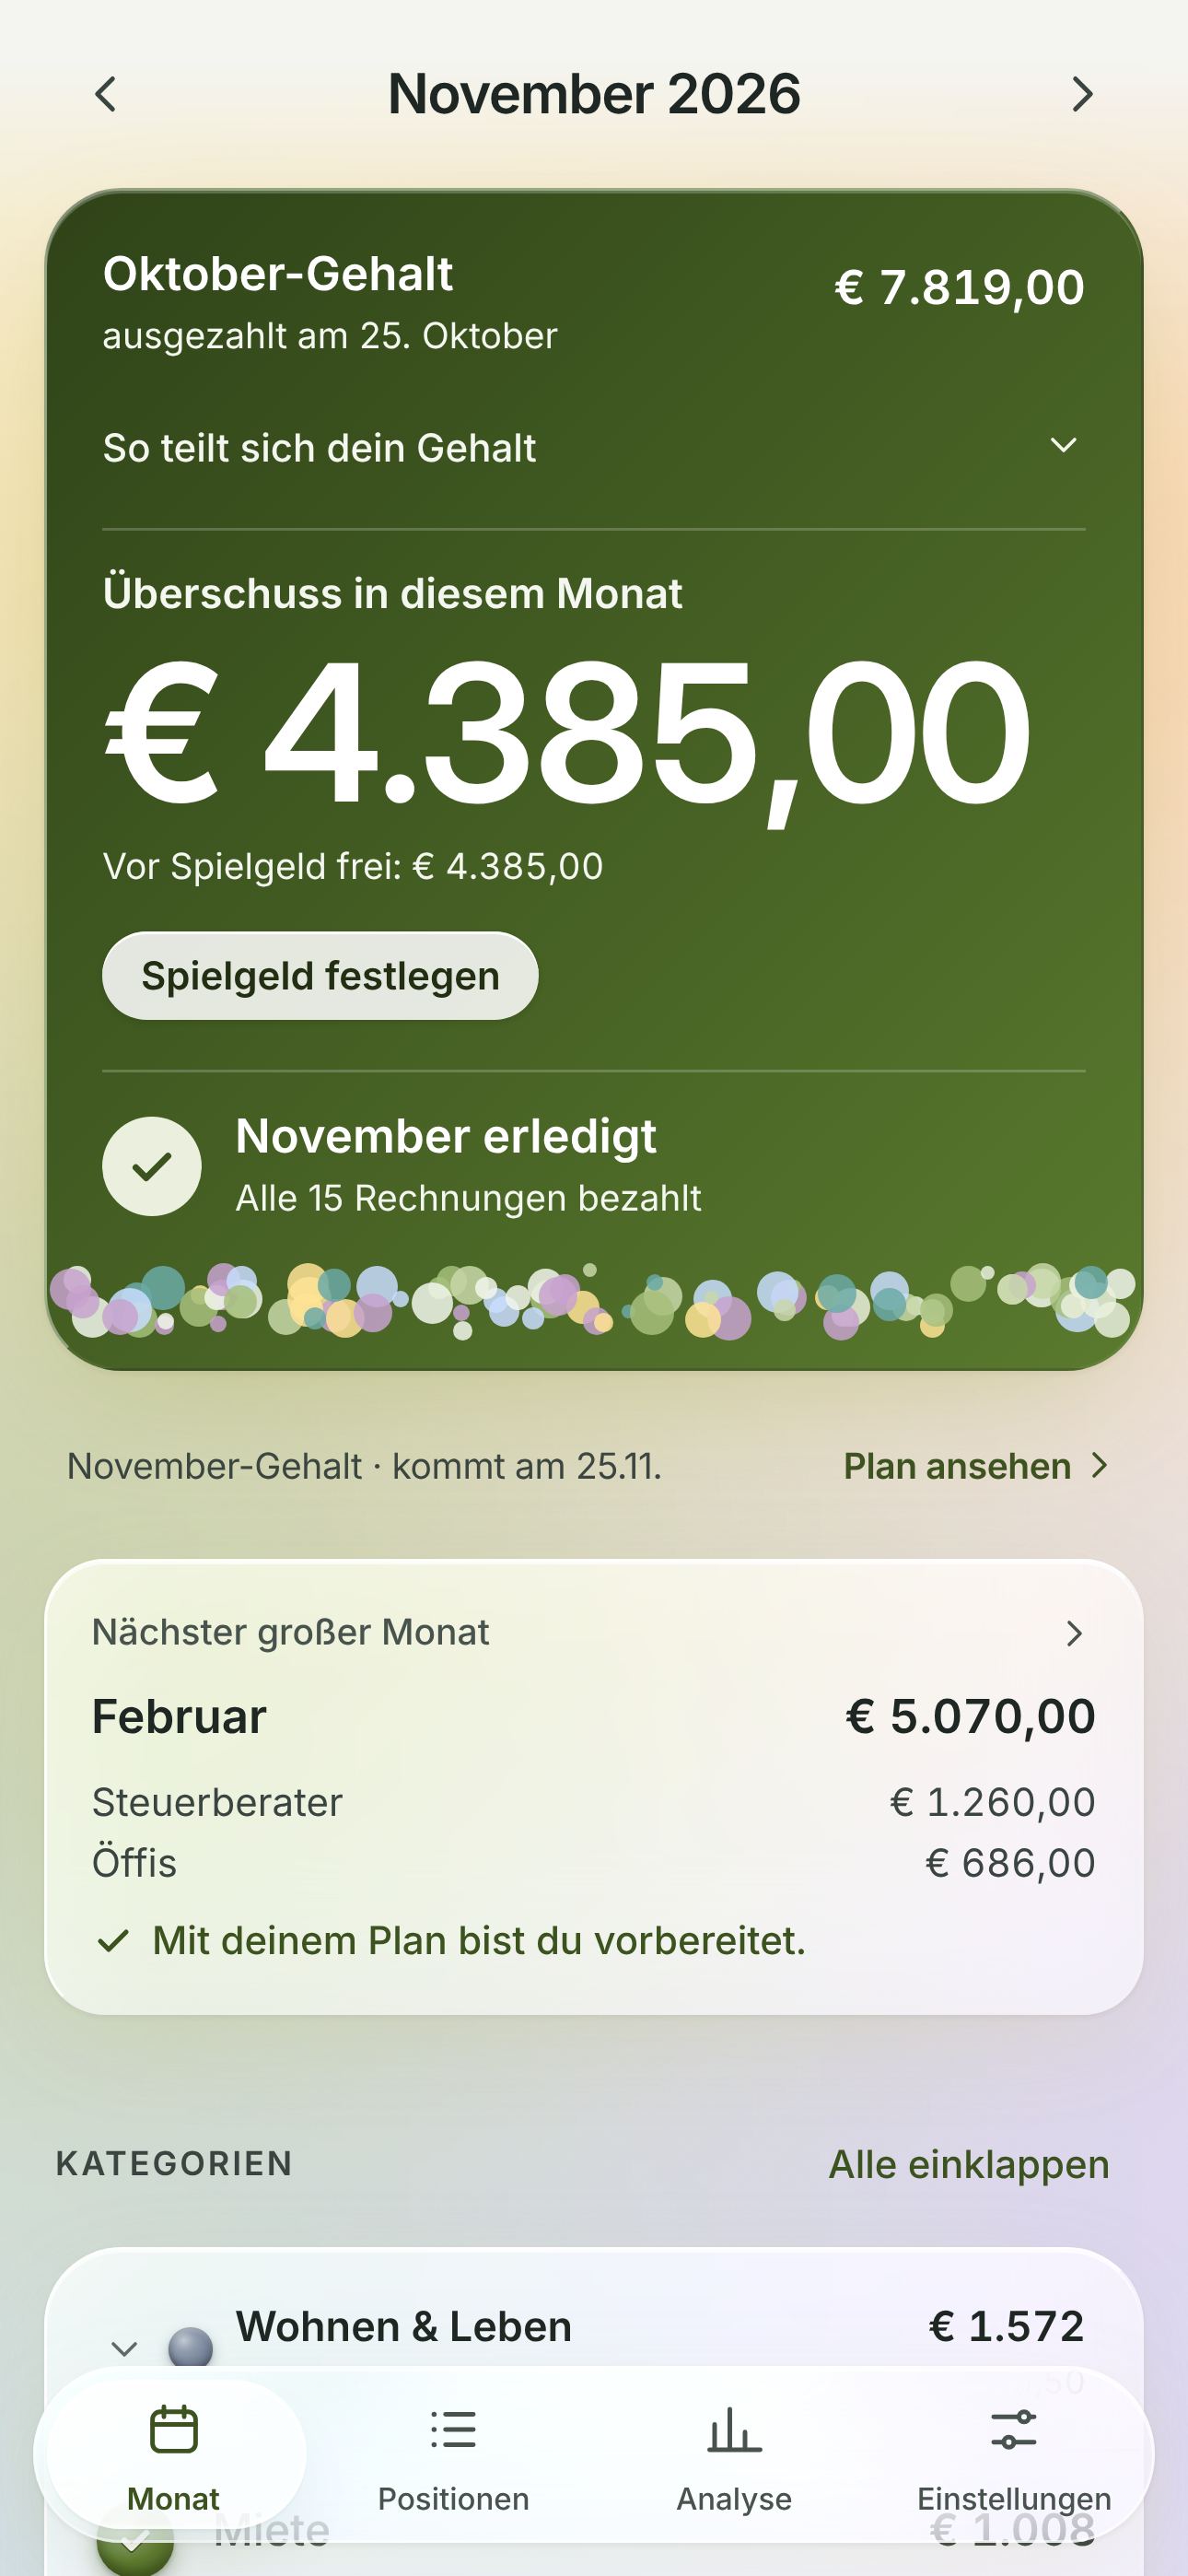 November 2026
Oktober-Gehalt
€ 7.819,00
ausgezahlt am 25. Oktober
So teilt sich dein Gehalt
Überschuss in diesem Monat
€ 4.385,00
Vor Spielgeld frei: € 4.385,00
Spielgeld festlegen
November erledigt
Alle 15 Rechnungen bezahlt
November-Gehalt · kommt am 25.11.
Plan ansehen
Nächster großer Monat
Februar
€ 5.070,00
Steuerberater
€ 1.260,00
Öffis
€ 686,00
Mit deinem Plan bist du vorbereitet.
KATEGORIEN
Alle einklappen
Wohnen & Leben
€ 1.572
Monat
Positionen
Analyse
Einstellungen
Miete
€ 1.008